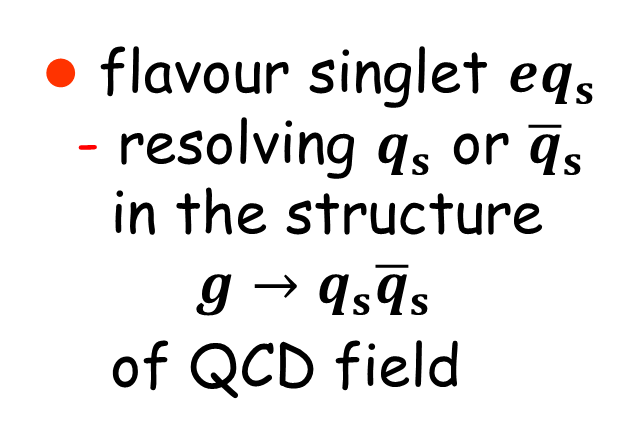 • flavour singlet eqₛ
- resolving qₛ or q̅ₛ
in the structure
g → qₛq̅ₛ
of QCD field